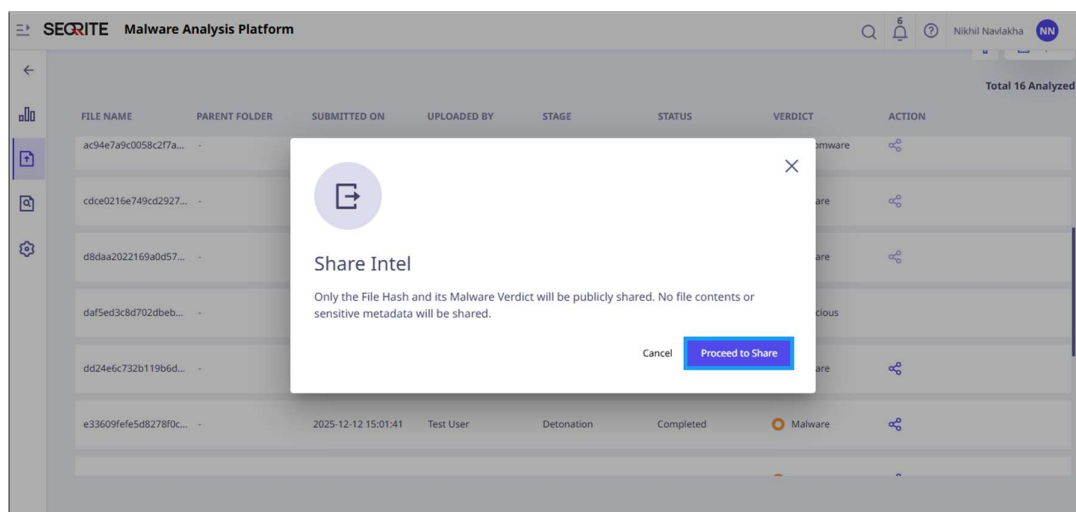 SEQRITE Malware Analysis Platform
6
?
Nikhil Navlakha NN
Total 16 Analyzed
FILE NAME PARENT FOLDER SUBMITTED ON UPLOADED BY STAGE STATUS VERDICT ACTION
ac94e7a9c0058c2f7a... -
cdce0216e749cd2927... -
d8daa2022169a0d57... -
daf5ed3c8d702dbeb... -
dd24e6c732b119b6d... -
Share Intel
Only the File Hash and its Malware Verdict will be publicly shared. No file contents or
sensitive metadata will be shared.
Cancel Proceed to Share
e33609fefe5d8278f0c... - 2025-12-12 15:01:41 Test User Detonation Completed Malware